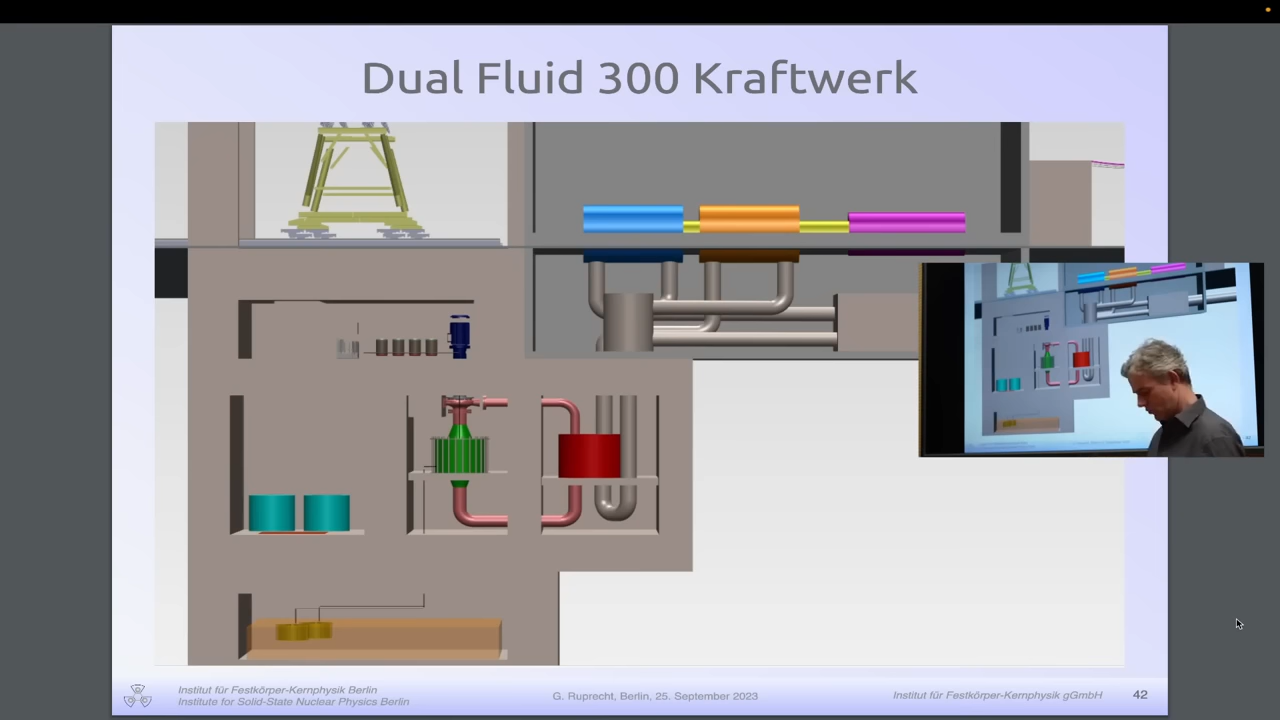 Dual Fluid 300 Kraftwerk
Institut für Festkörper-Kernphysik Berlin
Institute for Solid-State Nuclear Physics Berlin
G. Ruprecht, Berlin, 25. September 2023
Institut für Festkörper-Kernphysik gGmbH
42